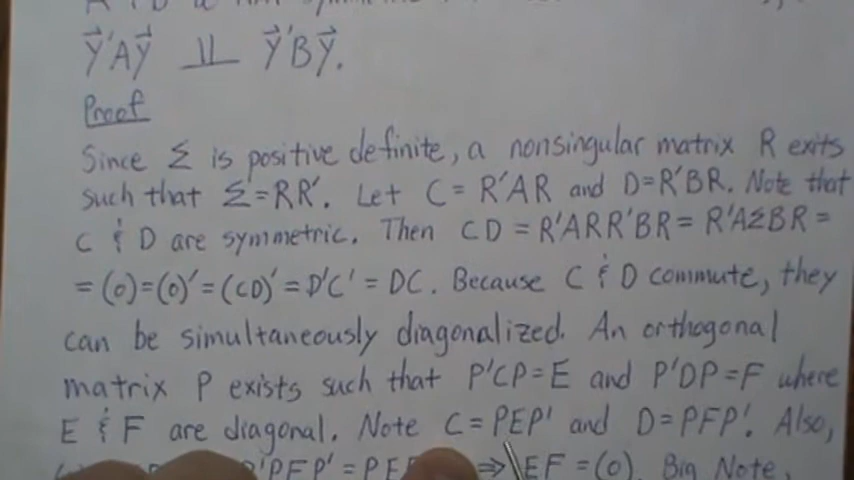 Y⃗'AY⃗ ⫫ Y⃗'BY⃗.
Proof
Since Σ is positive definite, a nonsingular matrix R exits
such that Σ=RR'. Let C=R'AR and D=R'BR. Note that
C & D are symmetric. Then CD = R'ARR'BR = R'AΣBR =
= (0)=(0)'=(CD)'=D'C'=DC. Because C & D commute, they
can be simultaneously diagonalized. An orthogonal
matrix P exists such that P'CP=E and P'DP=F where
E & F are diagonal. Note C=PEP' and D=PFP'. Also,
'PFP' = PEF ⇒ EF=(0). Big Note,